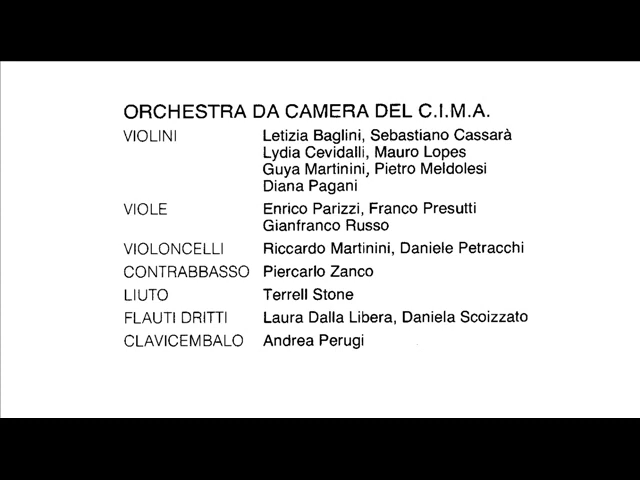 ORCHESTRA DA CAMERA DEL C.I.M.A.
VIOLINI Letizia Baglini, Sebastiano Cassarà
Lydia Cevidalli, Mauro Lopes
Guya Martinini, Pietro Meldolesi
Diana Pagani
VIOLE Enrico Parizzi, Franco Presutti
Gianfranco Russo
VIOLONCELLI Riccardo Martinini, Daniele Petracchi
CONTRABBASSO Piercarlo Zanco
LIUTO Terrell Stone
FLAUTI DRITTI Laura Dalla Libera, Daniela Scoizzato
CLAVICEMBALO Andrea Perugi